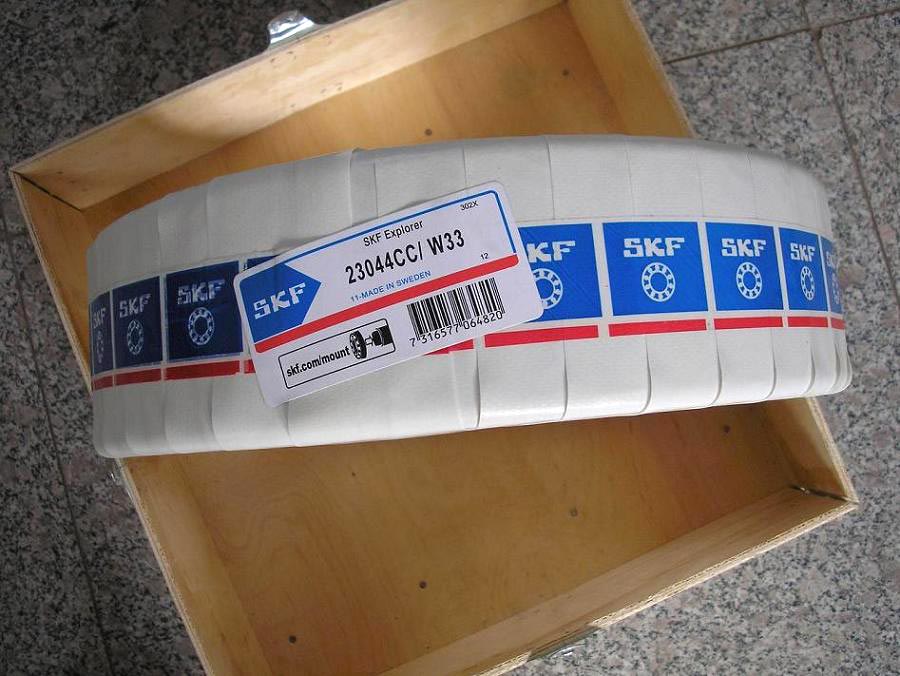 SKF Explorer
302X
23044CC/ W33
11-MADE IN SWEDEN
12
SKF
skf.com/mount
7 316577 064820
SKF
SKF
SKF
SKF
SKF
SKF
SKF